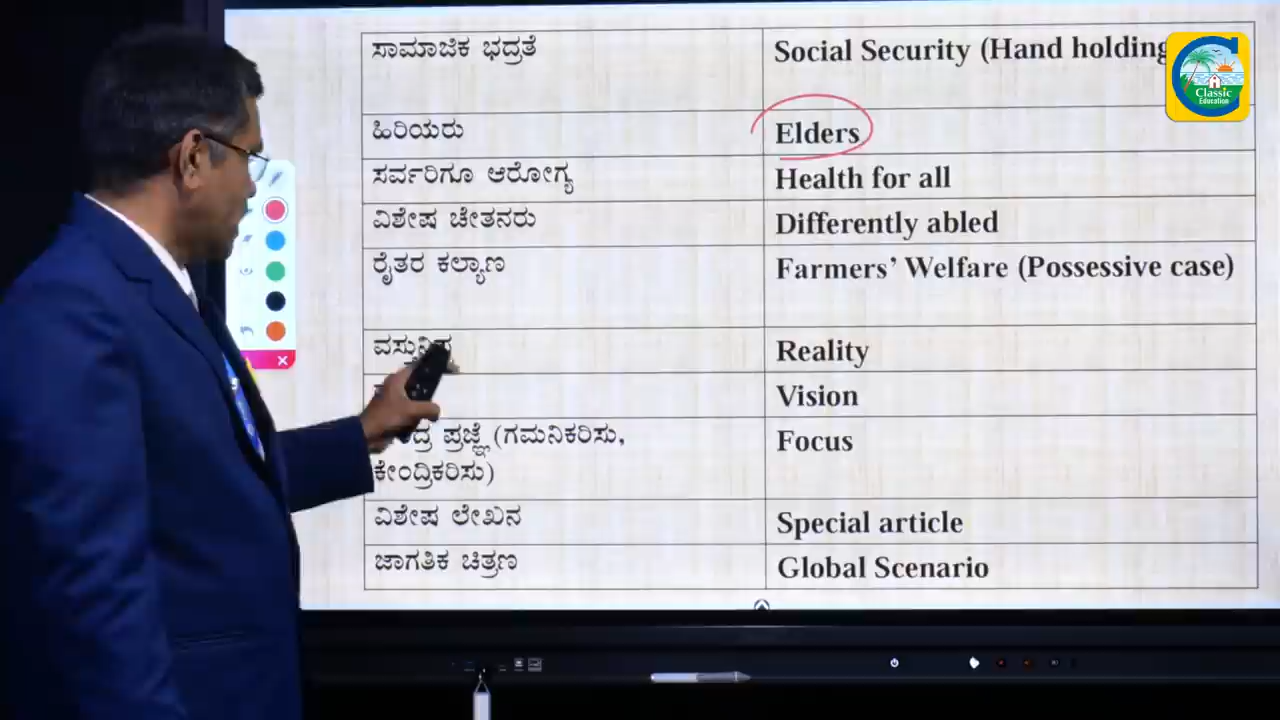 ಸಾಮಾಜಿಕ ಭದ್ರತೆ Social Security (Hand holding
Classic
Education
ಹಿರಿಯರು Elders
ಸರ್ವರಿಗೂ ಆರೋಗ್ಯ Health for all
ವಿಶೇಷ ಚೇತನರು Differently abled
ರೈತರ ಕಲ್ಯಾಣ Farmers’ Welfare (Possessive case)
Reality
Vision
ಪ್ರಜ್ಞೆ (ಗಮನಿಕರಿಸು, Focus
ಕೇಂದ್ರಿಕರಿಸು)
ವಿಶೇಷ ಲೇಖನ Special article
ಜಾಗತಿಕ ಚಿತ್ರಣ Global Scenario